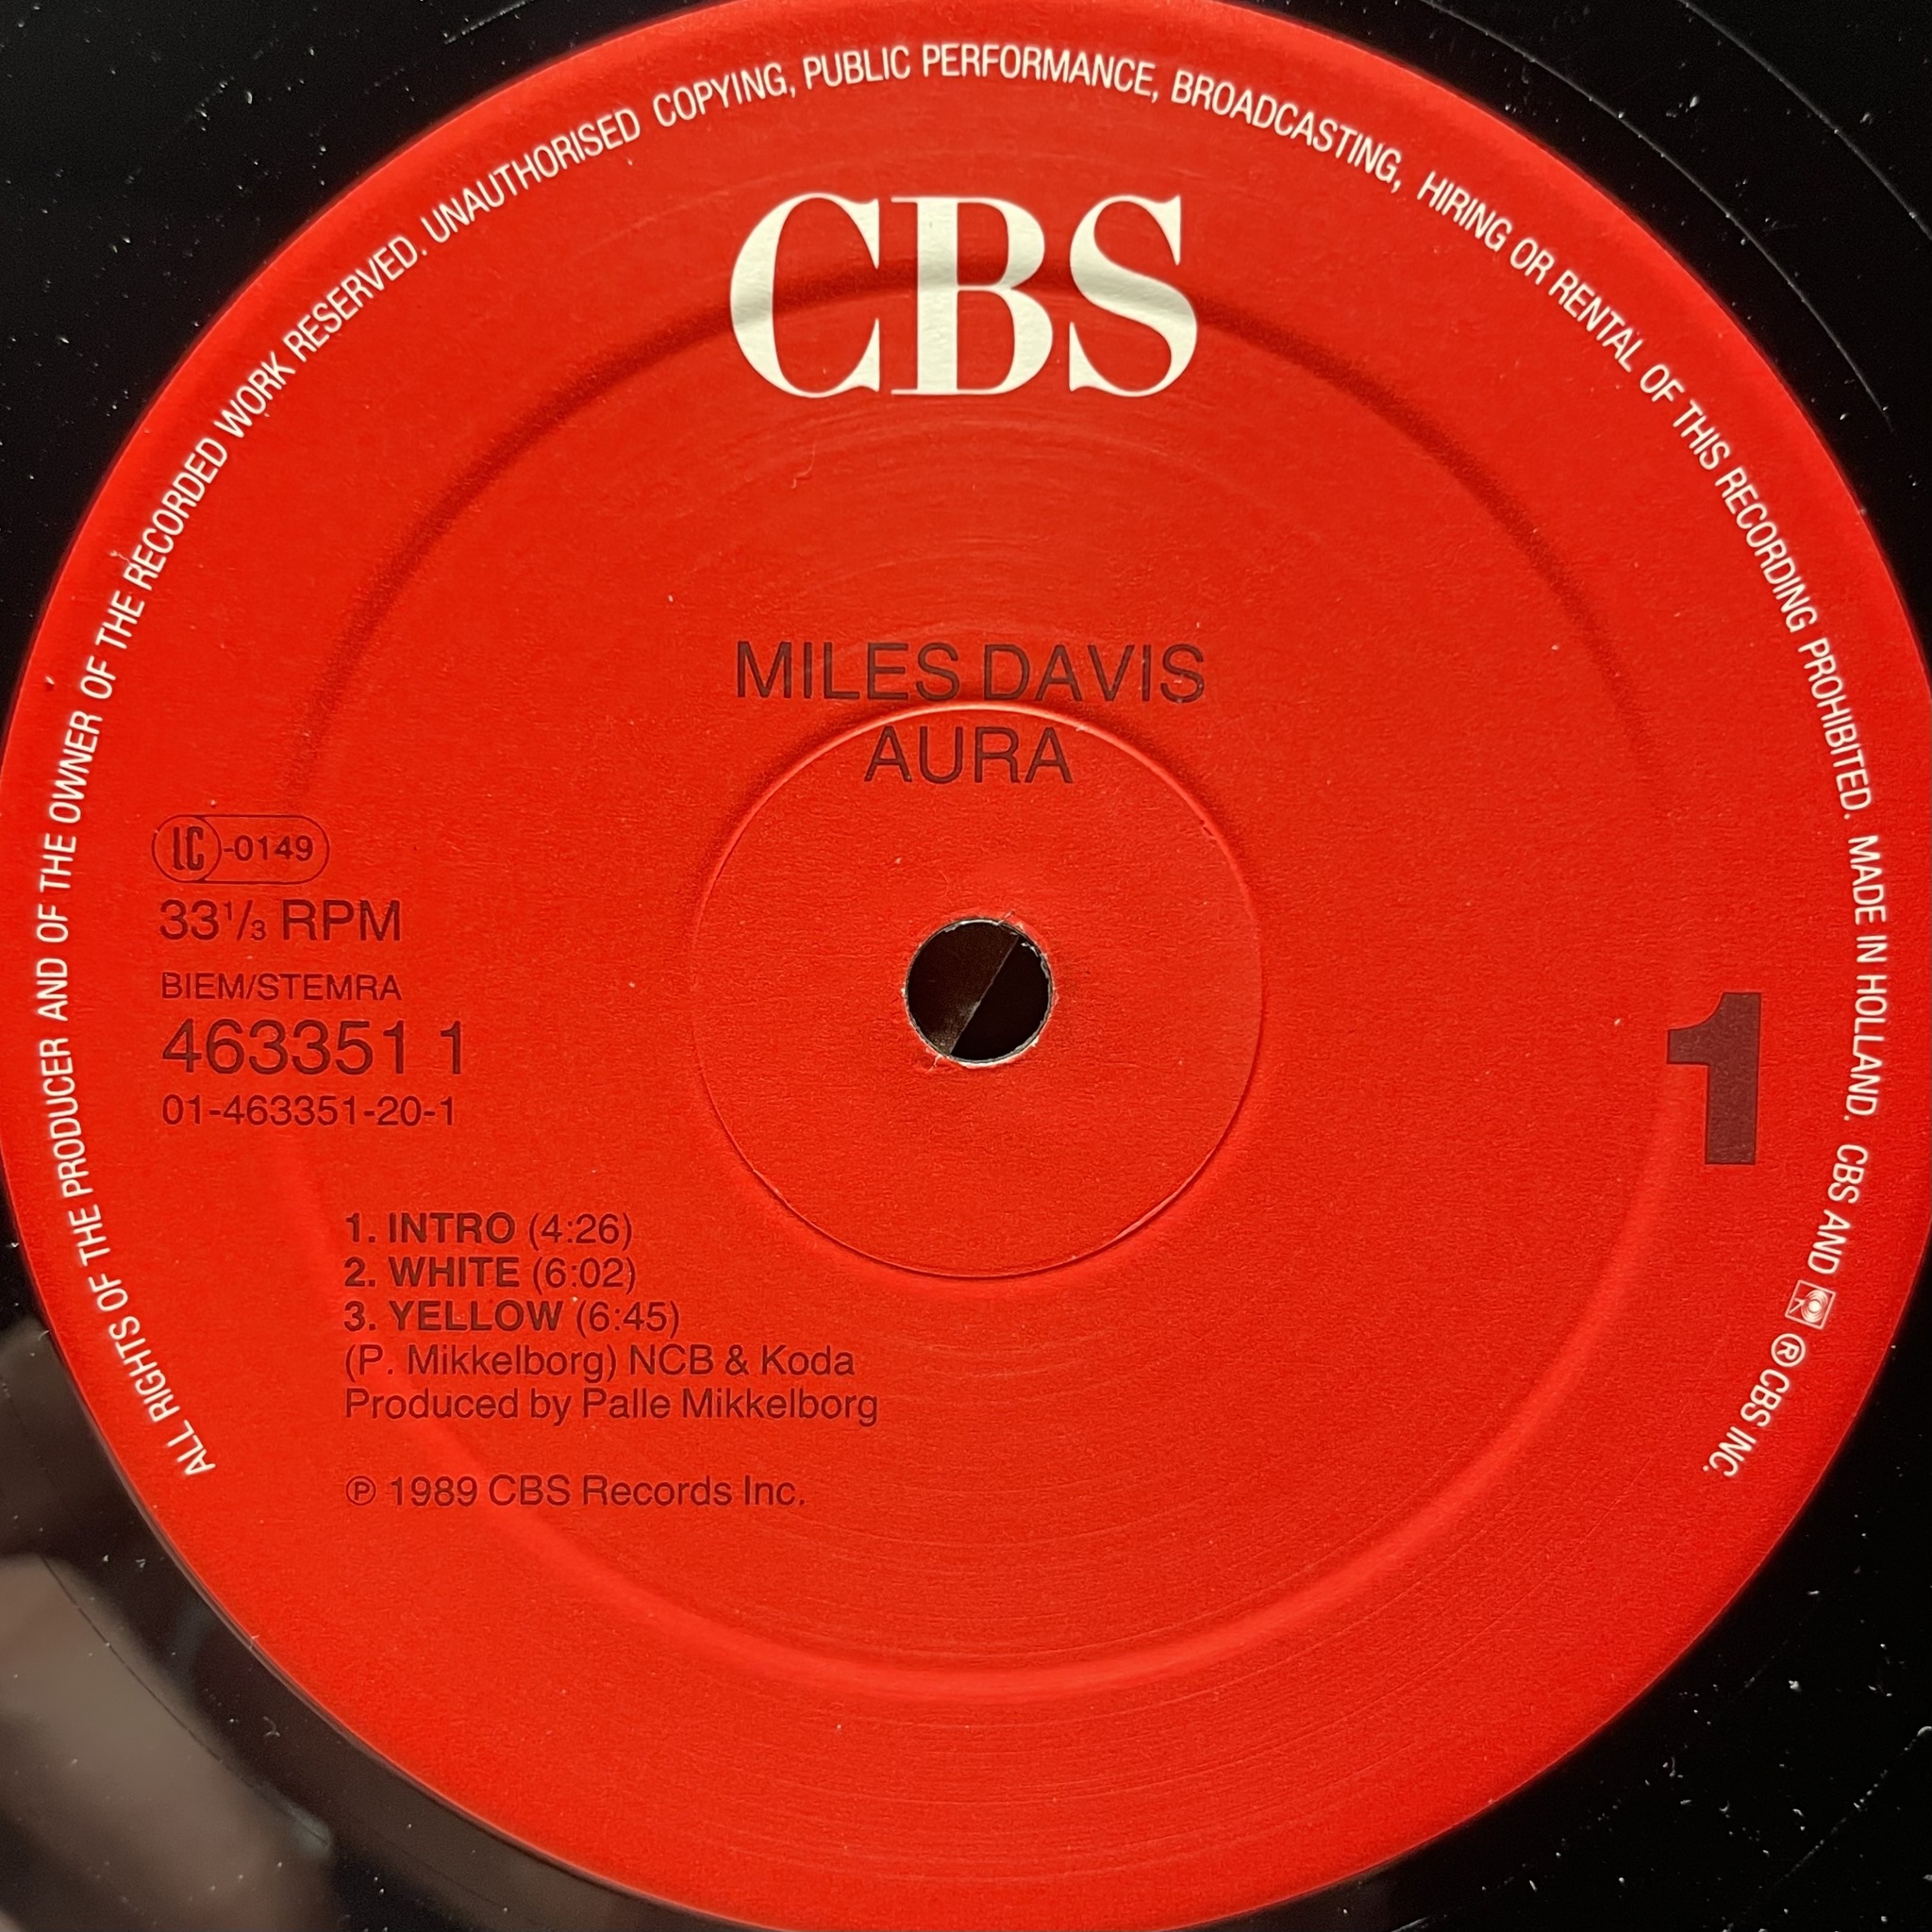 ALL RIGHTS OF THE PRODUCER AND OF THE OWNER OF THE RECORDED WORK RESERVED. UNAUTHORISED COPYING, PUBLIC PERFORMANCE, BROADCASTING, HIRING OR RENTAL OF THIS RECORDING PROHIBITED. MADE IN HOLLAND. CBS AND ® CBS INC.
CBS
MILES DAVIS
AURA
LC-0149
33 1/3 RPM
BIEM/STEMRA
463351 1
01-463351-20-1
1
1. INTRO (4:26)
2. WHITE (6:02)
3. YELLOW (6:45)
(P. Mikkelborg) NCB & Koda
Produced by Palle Mikkelborg
℗ 1989 CBS Records Inc.